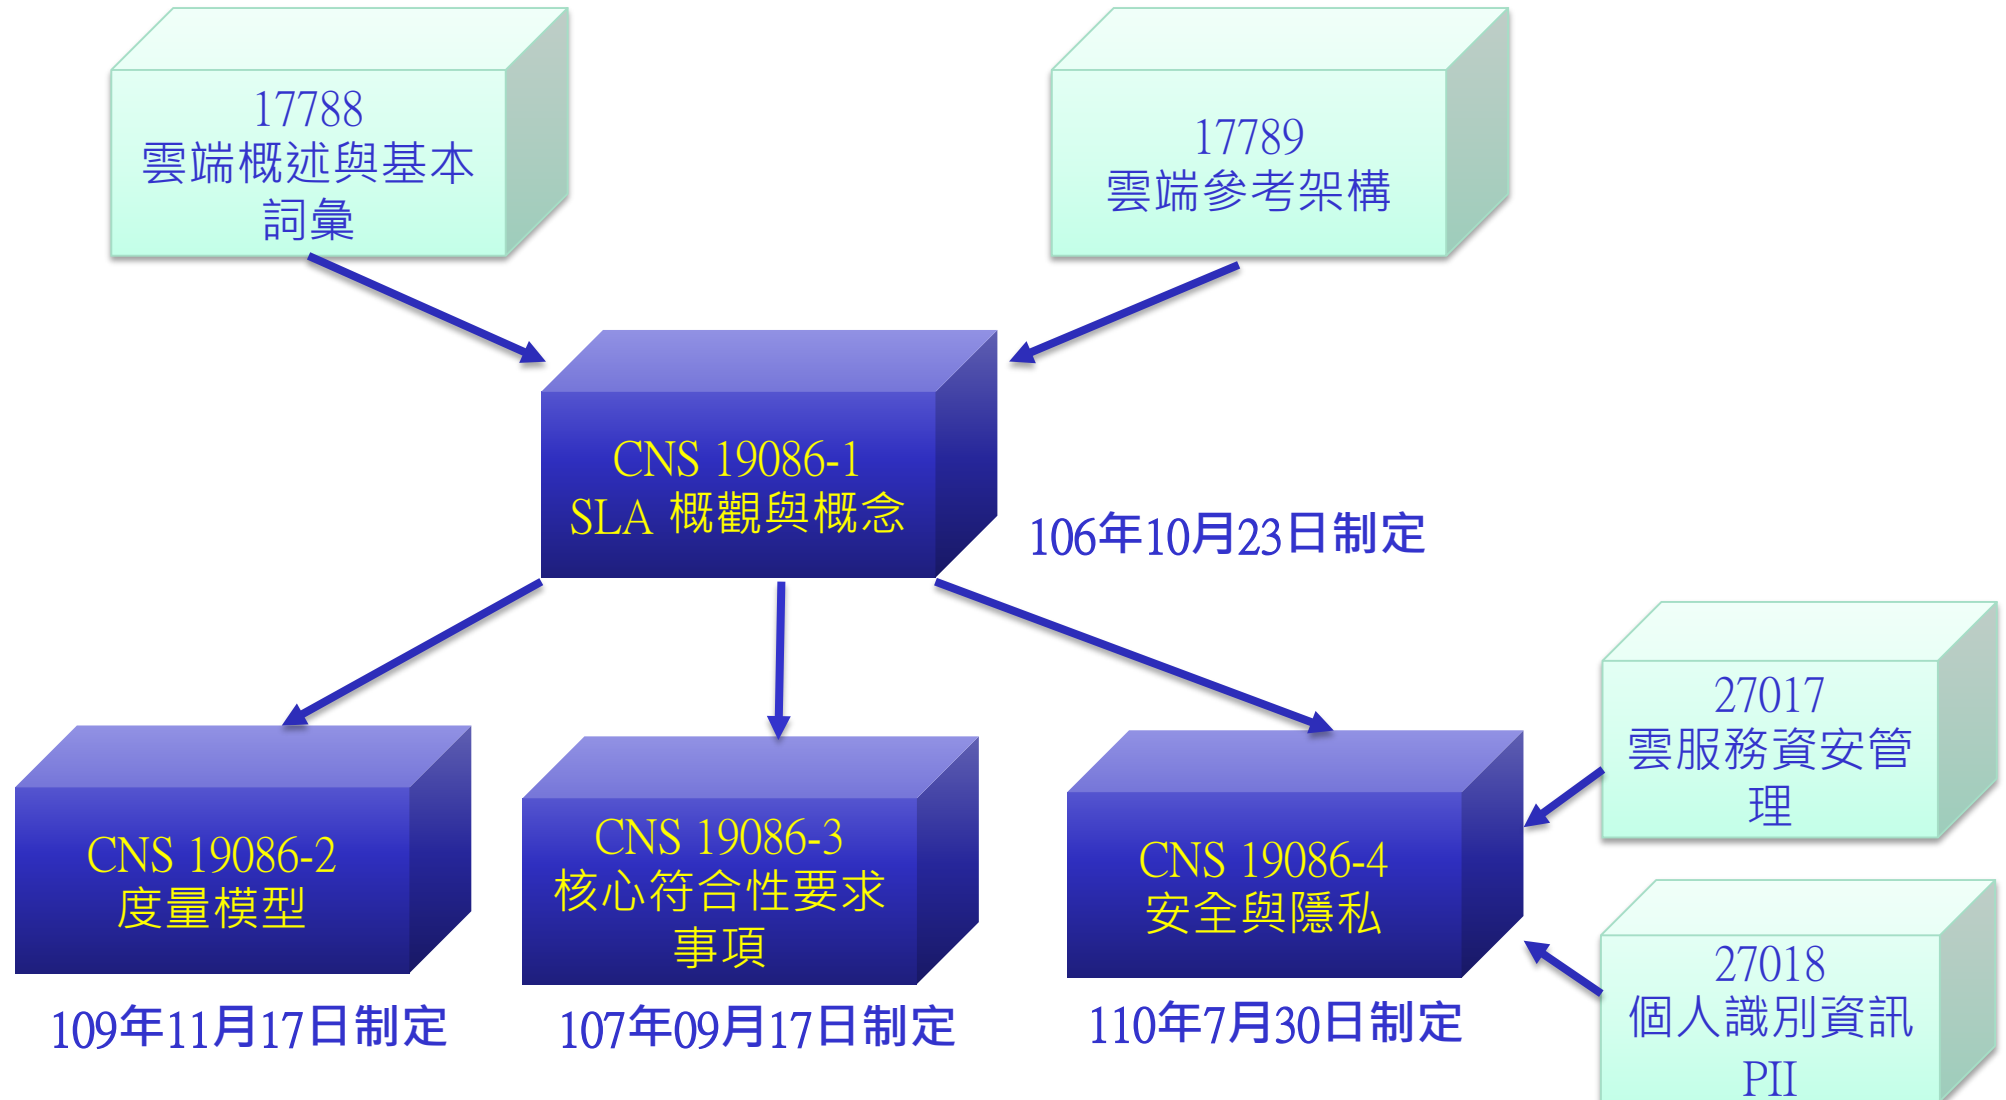 17788
雲端概述與基本
詞彙
17789
雲端參考架構
CNS 19086-1
SLA 概觀與概念
106年10月23日制定
CNS 19086-2
度量模型
109年11月17日制定
CNS 19086-3
核心符合性要求
事項
107年09月17日制定
CNS 19086-4
安全與隱私
110年7月30日制定
27017
雲服務資安管
理
27018
個人識別資訊
PII